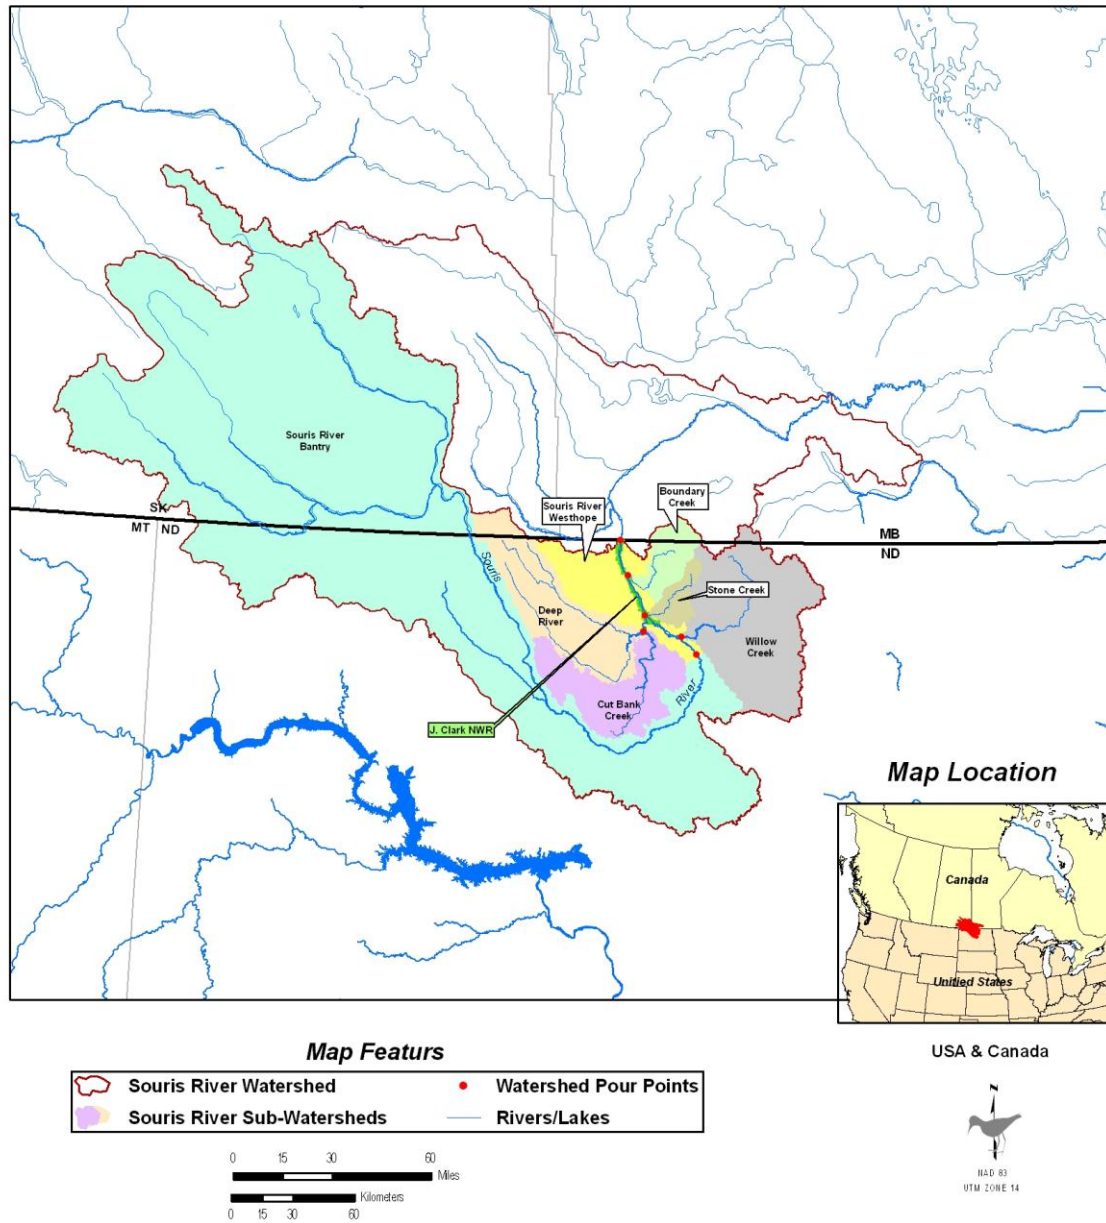 Souris River
Bantry
Souris River
Westhope
Boundary
Creek
SK
MT
ND
MB
ND
Souris
Stone Creek
Deep
River
Willow
Creek
River
Cut Bank
Creek
J. Clark NWR
Map Location
Canada
Unitied States
USA & Canada
Map Featurs
Souris River Watershed
Watershed Pour Points
Souris River Sub-Watersheds
Rivers/Lakes
0 15 30 60
Miles
Kilometers
0 15 30 60
N
NAD 83
UTM ZONE 14